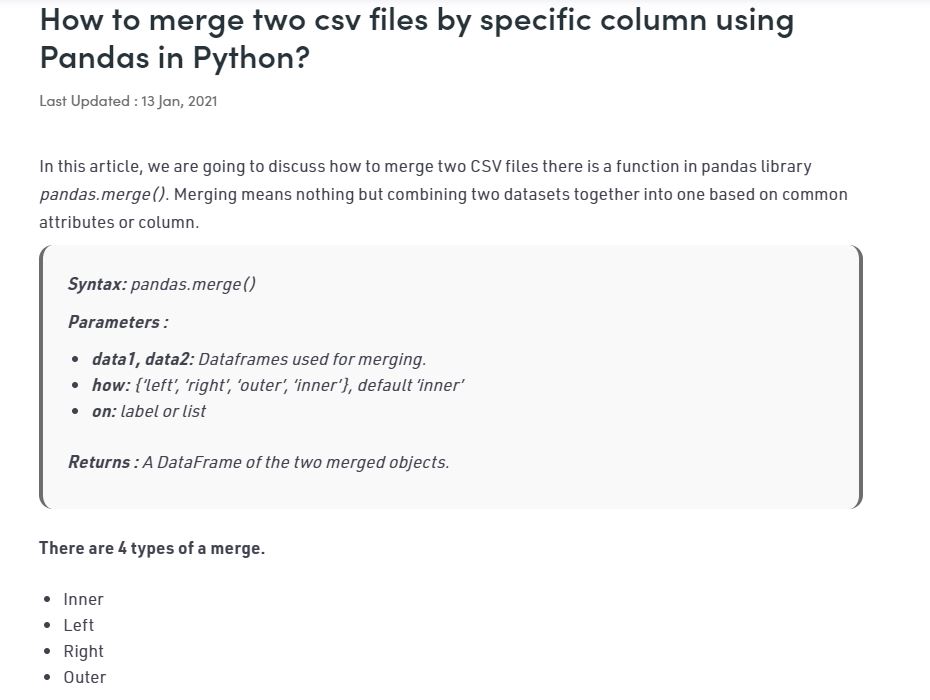 How to merge two csv files by specific column using
Pandas in Python?
Last Updated : 13 Jan, 2021
In this article, we are going to discuss how to merge two CSV files there is a function in pandas library
pandas.merge(). Merging means nothing but combining two datasets together into one based on common
attributes or column.
Syntax: pandas.merge()
Parameters :
• data1, data2: Dataframes used for merging.
• how: {‘left’, ‘right’, ‘outer’, ‘inner’}, default ‘inner’
• on: label or list
Returns : A DataFrame of the two merged objects.
There are 4 types of a merge.
• Inner
• Left
• Right
• Outer